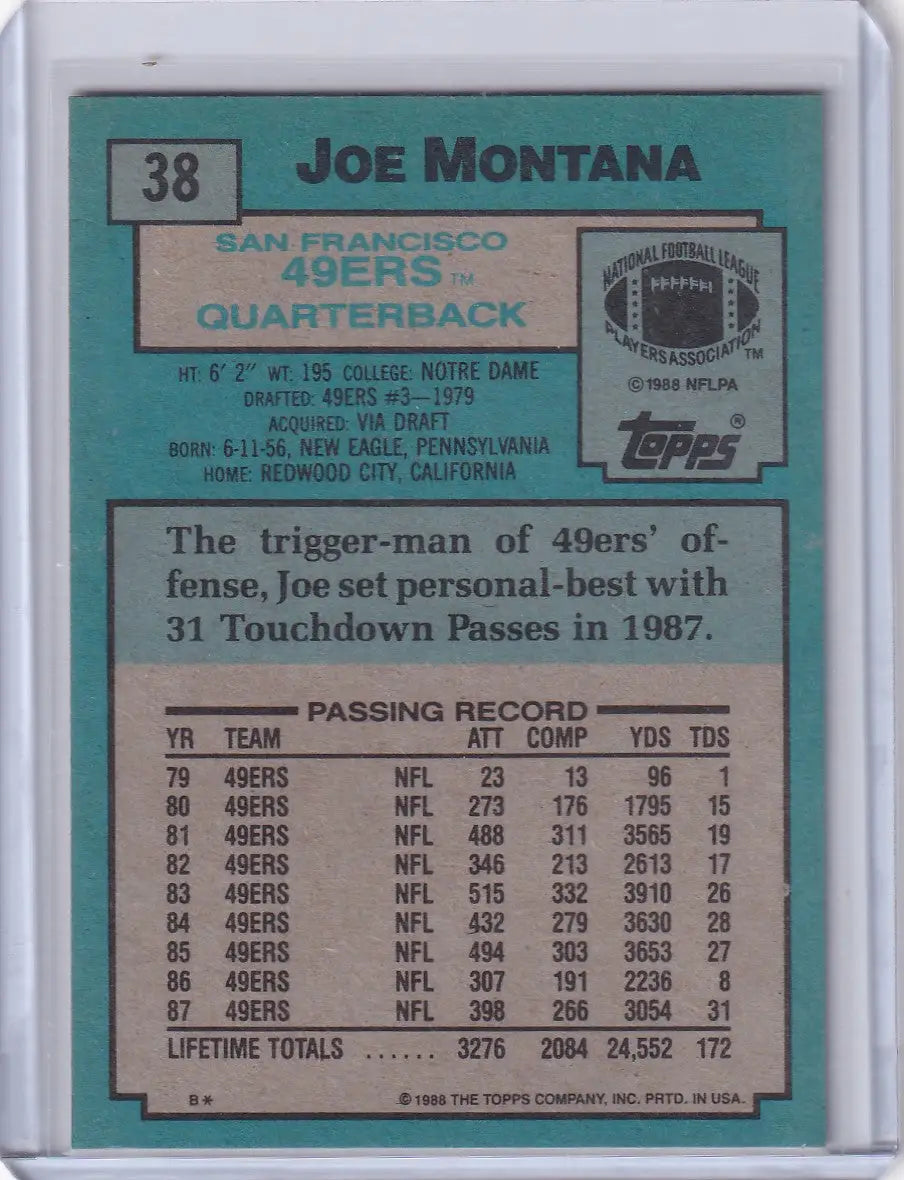 38
JOE MONTANA
SAN FRANCISCO
49ERS TM
QUARTERBACK
NATIONAL FOOTBALL LEAGUE
PLAYERS ASSOCIATION TM
© 1988 NFLPA
topps ®
HT: 6' 2" WT: 195 COLLEGE: NOTRE DAME
DRAFTED: 49ERS #3—1979
ACQUIRED: VIA DRAFT
BORN: 6-11-56, NEW EAGLE, PENNSYLVANIA
HOME: REDWOOD CITY, CALIFORNIA
The trigger-man of 49ers' of-
fense, Joe set personal-best with
31 Touchdown Passes in 1987.
PASSING RECORD
YR TEAM ATT COMP YDS TDS
79 49ERS NFL 23 13 96 1
80 49ERS NFL 273 176 1795 15
81 49ERS NFL 488 311 3565 19
82 49ERS NFL 346 213 2613 17
83 49ERS NFL 515 332 3910 26
84 49ERS NFL 432 279 3630 28
85 49ERS NFL 494 303 3653 27
86 49ERS NFL 307 191 2236 8
87 49ERS NFL 398 266 3054 31
LIFETIME TOTALS ...... 3276 2084 24,552 172
B* © 1988 THE TOPPS COMPANY, INC. PRTD. IN USA.